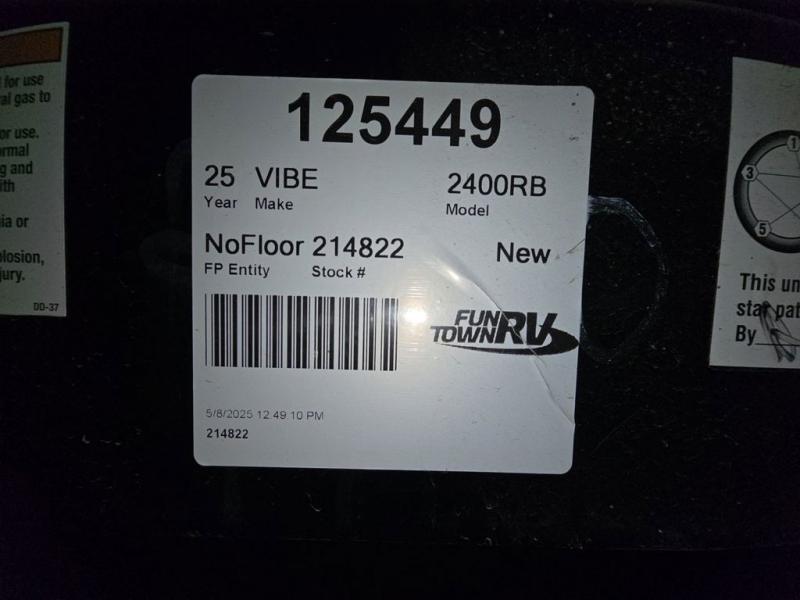 for use
al gas to
or use.
ormal
g and
ith
ia or
plosion,
jury.
DD-37
125449
25 VIBE 2400RB
Year Make Model
NoFloor 214822 New
FP Entity Stock #
FUN TOWN RV
5/8/2025 12:49:10 PM
214822
1
3
5
This un
star pat
By